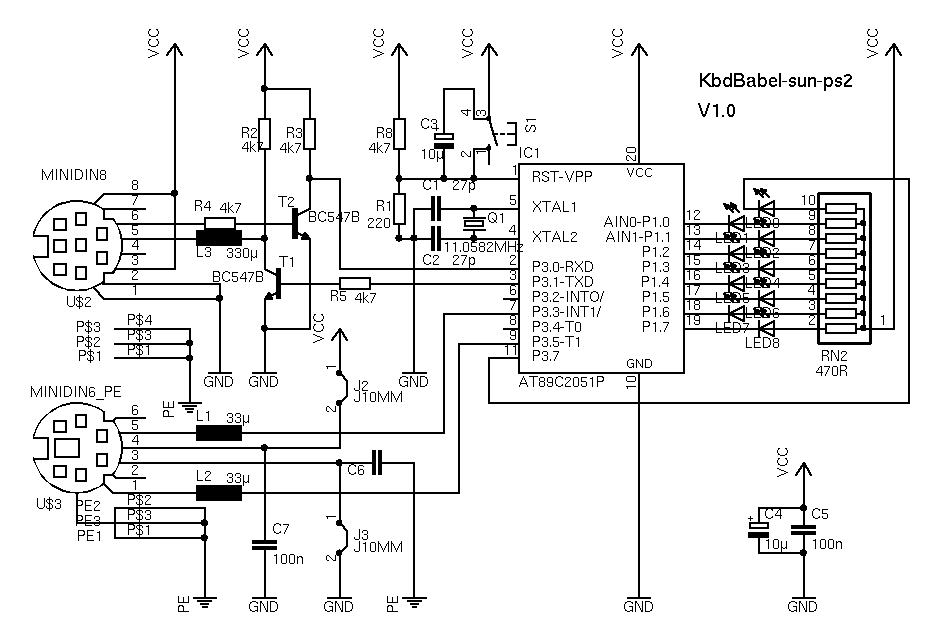 VCC
VCC
VCC
VCC
VCC
VCC
KbdBabel-sun-ps2
V1.0
R2
4k7
R3
4k7
R8
4k7
C3
10µ
4
3
2
1
S1
IC1
20
VCC
MINIDIN8
8
7
6
5
4
3
2
1
U$2
R4
4k7
L3
330µ
T2
BC547B
T1
BC547B
R5
4k7
R1
220
C1
27p
Q1
11.0582MHz
C2
27p
1
RST-VPP
5
XTAL1
4
XTAL2
2
P3.0-RXD
3
P3.1-TXD
6
P3.2-INTO/
7
P3.3-INT1/
8
P3.4-T0
9
P3.5-T1
11
P3.7
AIN0-P1.0
12
AIN1-P1.1
13
P1.2
14
P1.3
15
P1.4
16
P1.5
17
P1.6
18
P1.7
19
GND
10
AT89C2051P
LED7
LED8
10
9
8
7
6
5
4
3
2
1
RN2
470R
P$3
P$4
P$2
P$3
P$1
P$1
PE
GND
GND
VCC
GND
1
J2
J10MM
2
MINIDIN6_PE
6
5
4
3
2
1
U$3
L1
33µ
L2
33µ
C6
PE2
P$2
PE3
P$3
PE1
P$1
C7
100n
1
J3
J10MM
2
VCC
C4
+
10µ
C5
100n
PE
GND
GND
PE
GND
GND